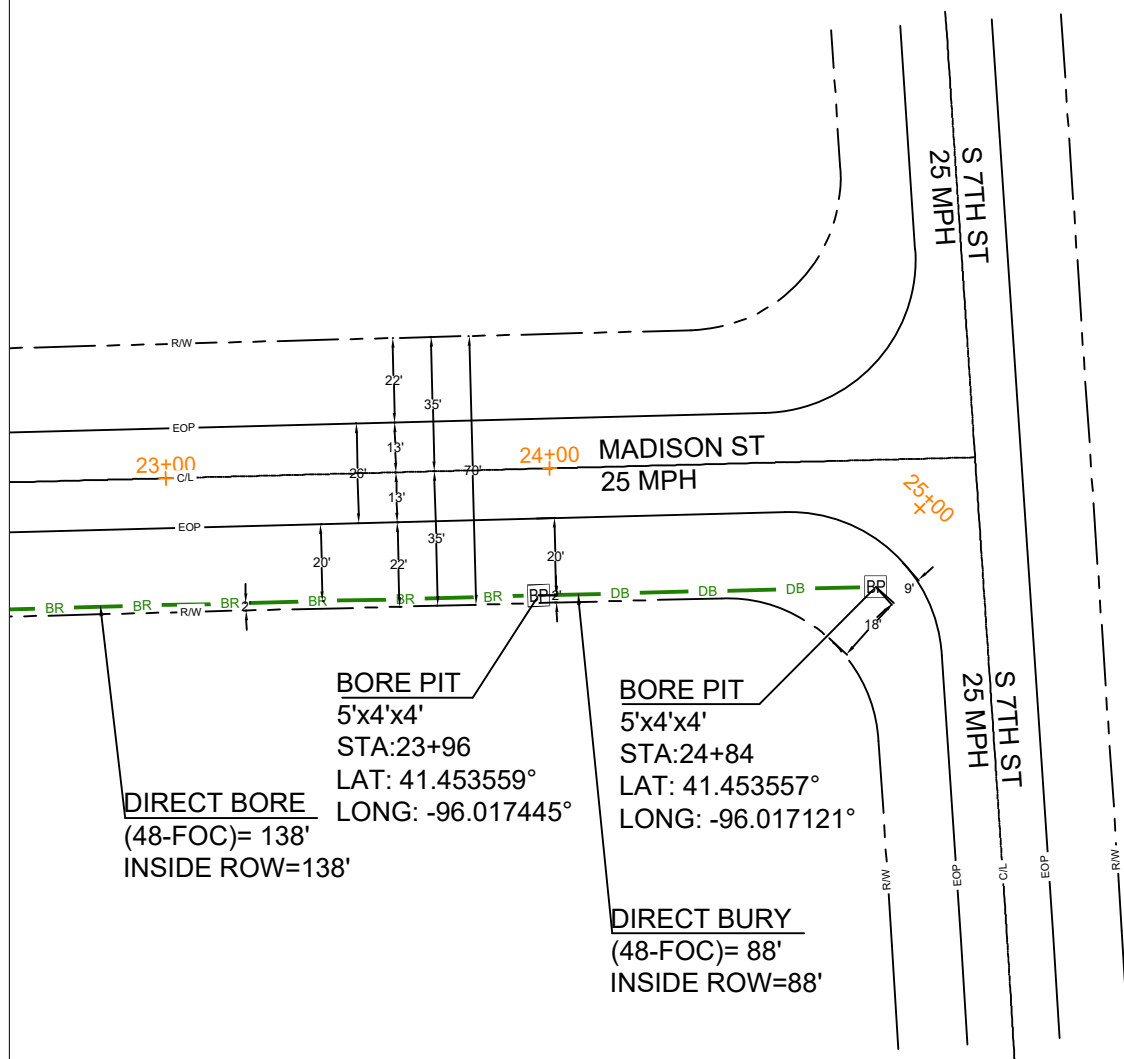 S 7TH ST
25 MPH
R/W
22'
35'
EOP
13'
70'
23+00
C/L
26'
24+00
MADISON ST
25 MPH
25+00
13'
EOP
35'
20'
22'
20'
BR
BR
BR
BR
BR
BR
2'
R/W
BP
2'
DB
DB
DB
BP
9'
18'
BORE PIT
5'x4'x4'
STA:23+96
LAT: 41.453559°
LONG: -96.017445°
BORE PIT
5'x4'x4'
STA:24+84
LAT: 41.453557°
LONG: -96.017121°
S 7TH ST
25 MPH
DIRECT BORE
(48-FOC)= 138'
INSIDE ROW=138'
DIRECT BURY
(48-FOC)= 88'
INSIDE ROW=88'
R/W
EOP
C/L
EOP
R/W